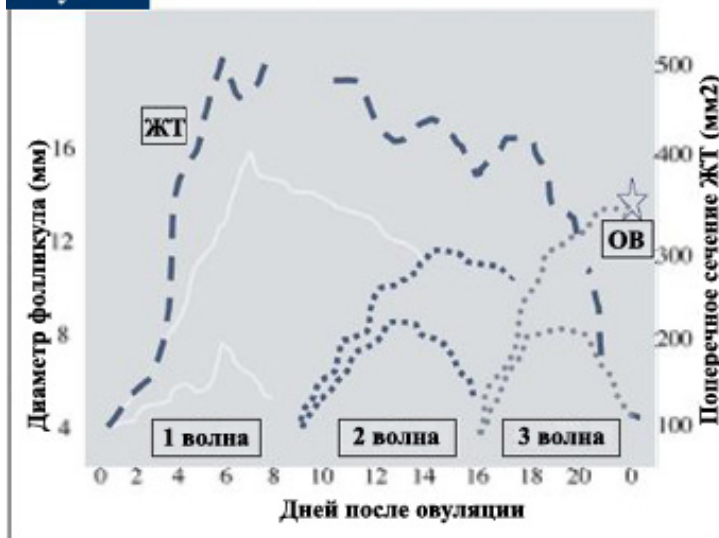 ЖТ
ОВ
1 волна
2 волна
3 волна
Диаметр фолликула (мм)
16
12
8
4
Поперечное сечение ЖТ (мм2)
500
400
300
200
100
0 2 4 6 8 10 12 14 16 18 20 0
Дней после овуляции